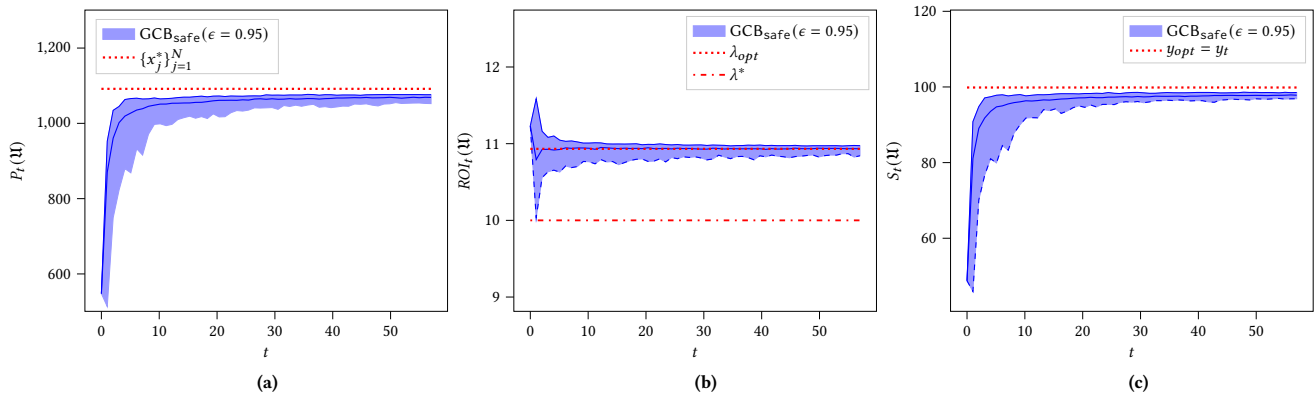 GCB_safe(ϵ = 0.95)
{x*_j}^N_{j=1}
1,200
1,000
800
600
P_t(𝔘)
0 10 20 30 40 50
t
(a)
GCB_safe(ϵ = 0.95)
λ_opt
λ*
12
11
10
9
ROI_t(𝔘)
0 10 20 30 40 50
t
(b)
GCB_safe(ϵ = 0.95)
y_opt = y_t
120
100
80
60
S_t(𝔘)
0 10 20 30 40 50
t
(c)